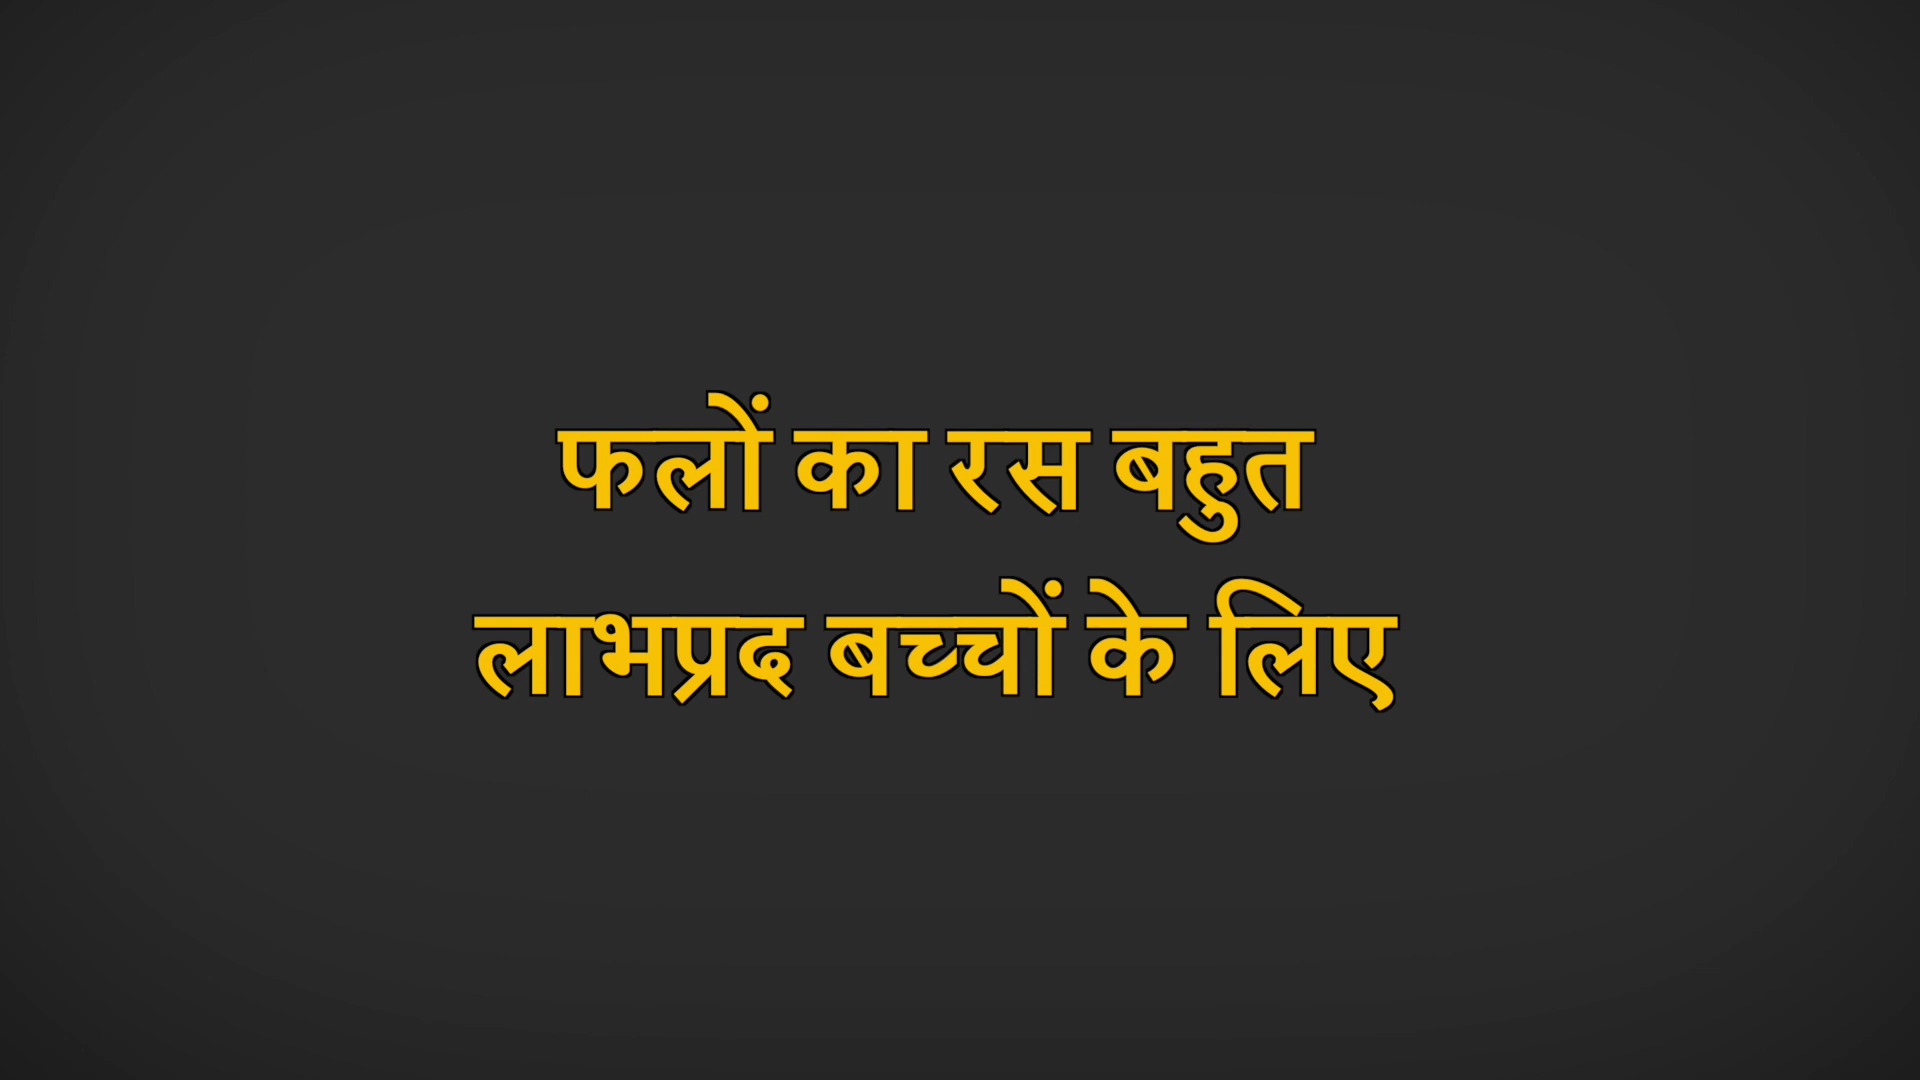 फलों का रस बहुत
लाभप्रद बच्चों के लिए